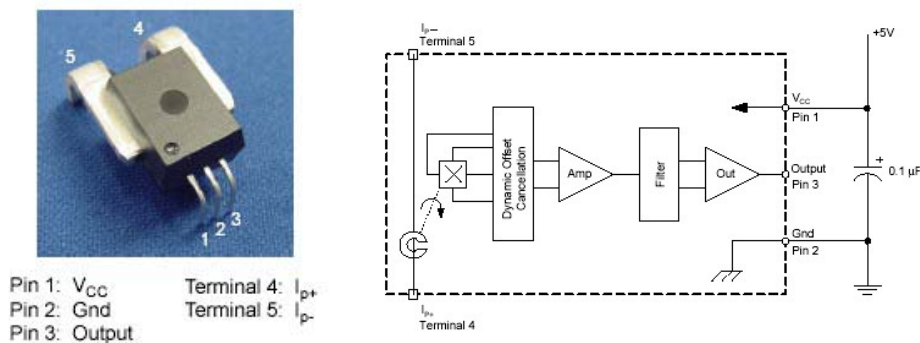 4
5
1
2
3
Pin 1: VCC
Pin 2: Gnd
Pin 3: Output
Terminal 4: Ip+
Terminal 5: Ip-
IP–
Terminal 5
+5V
VCC
Pin 1
Dynamic Offset
Cancellation
Amp
Filter
Out
Output
Pin 3
+
0.1 µF
Gnd
Pin 2
IP+
Terminal 4